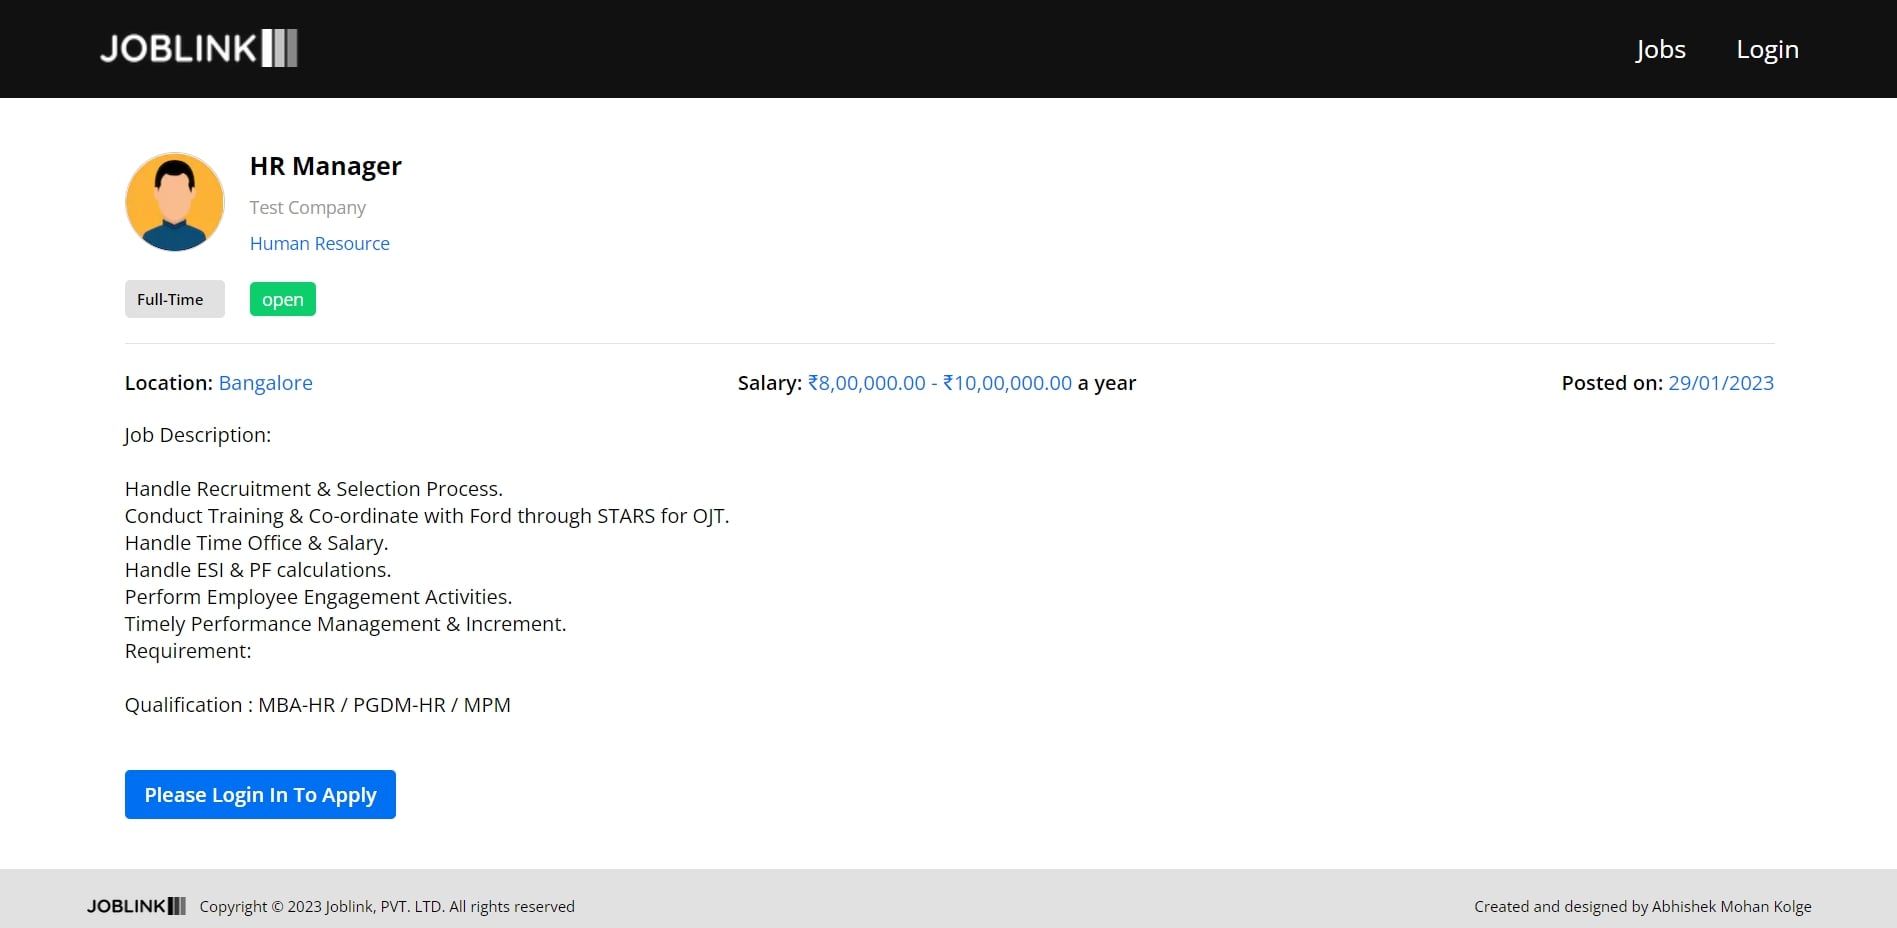 JOBLINK
Jobs Login
HR Manager
Test Company
Human Resource
Full-Time open
Location: Bangalore Salary: ₹8,00,000.00 - ₹10,00,000.00 a year Posted on: 29/01/2023
Job Description:
Handle Recruitment & Selection Process.
Conduct Training & Co-ordinate with Ford through STARS for OJT.
Handle Time Office & Salary.
Handle ESI & PF calculations.
Perform Employee Engagement Activities.
Timely Performance Management & Increment.
Requirement:
Qualification : MBA-HR / PGDM-HR / MPM
Please Login In To Apply
JOBLINK Copyright © 2023 Joblink, PVT. LTD. All rights reserved Created and designed by Abhishek Mohan Kolge